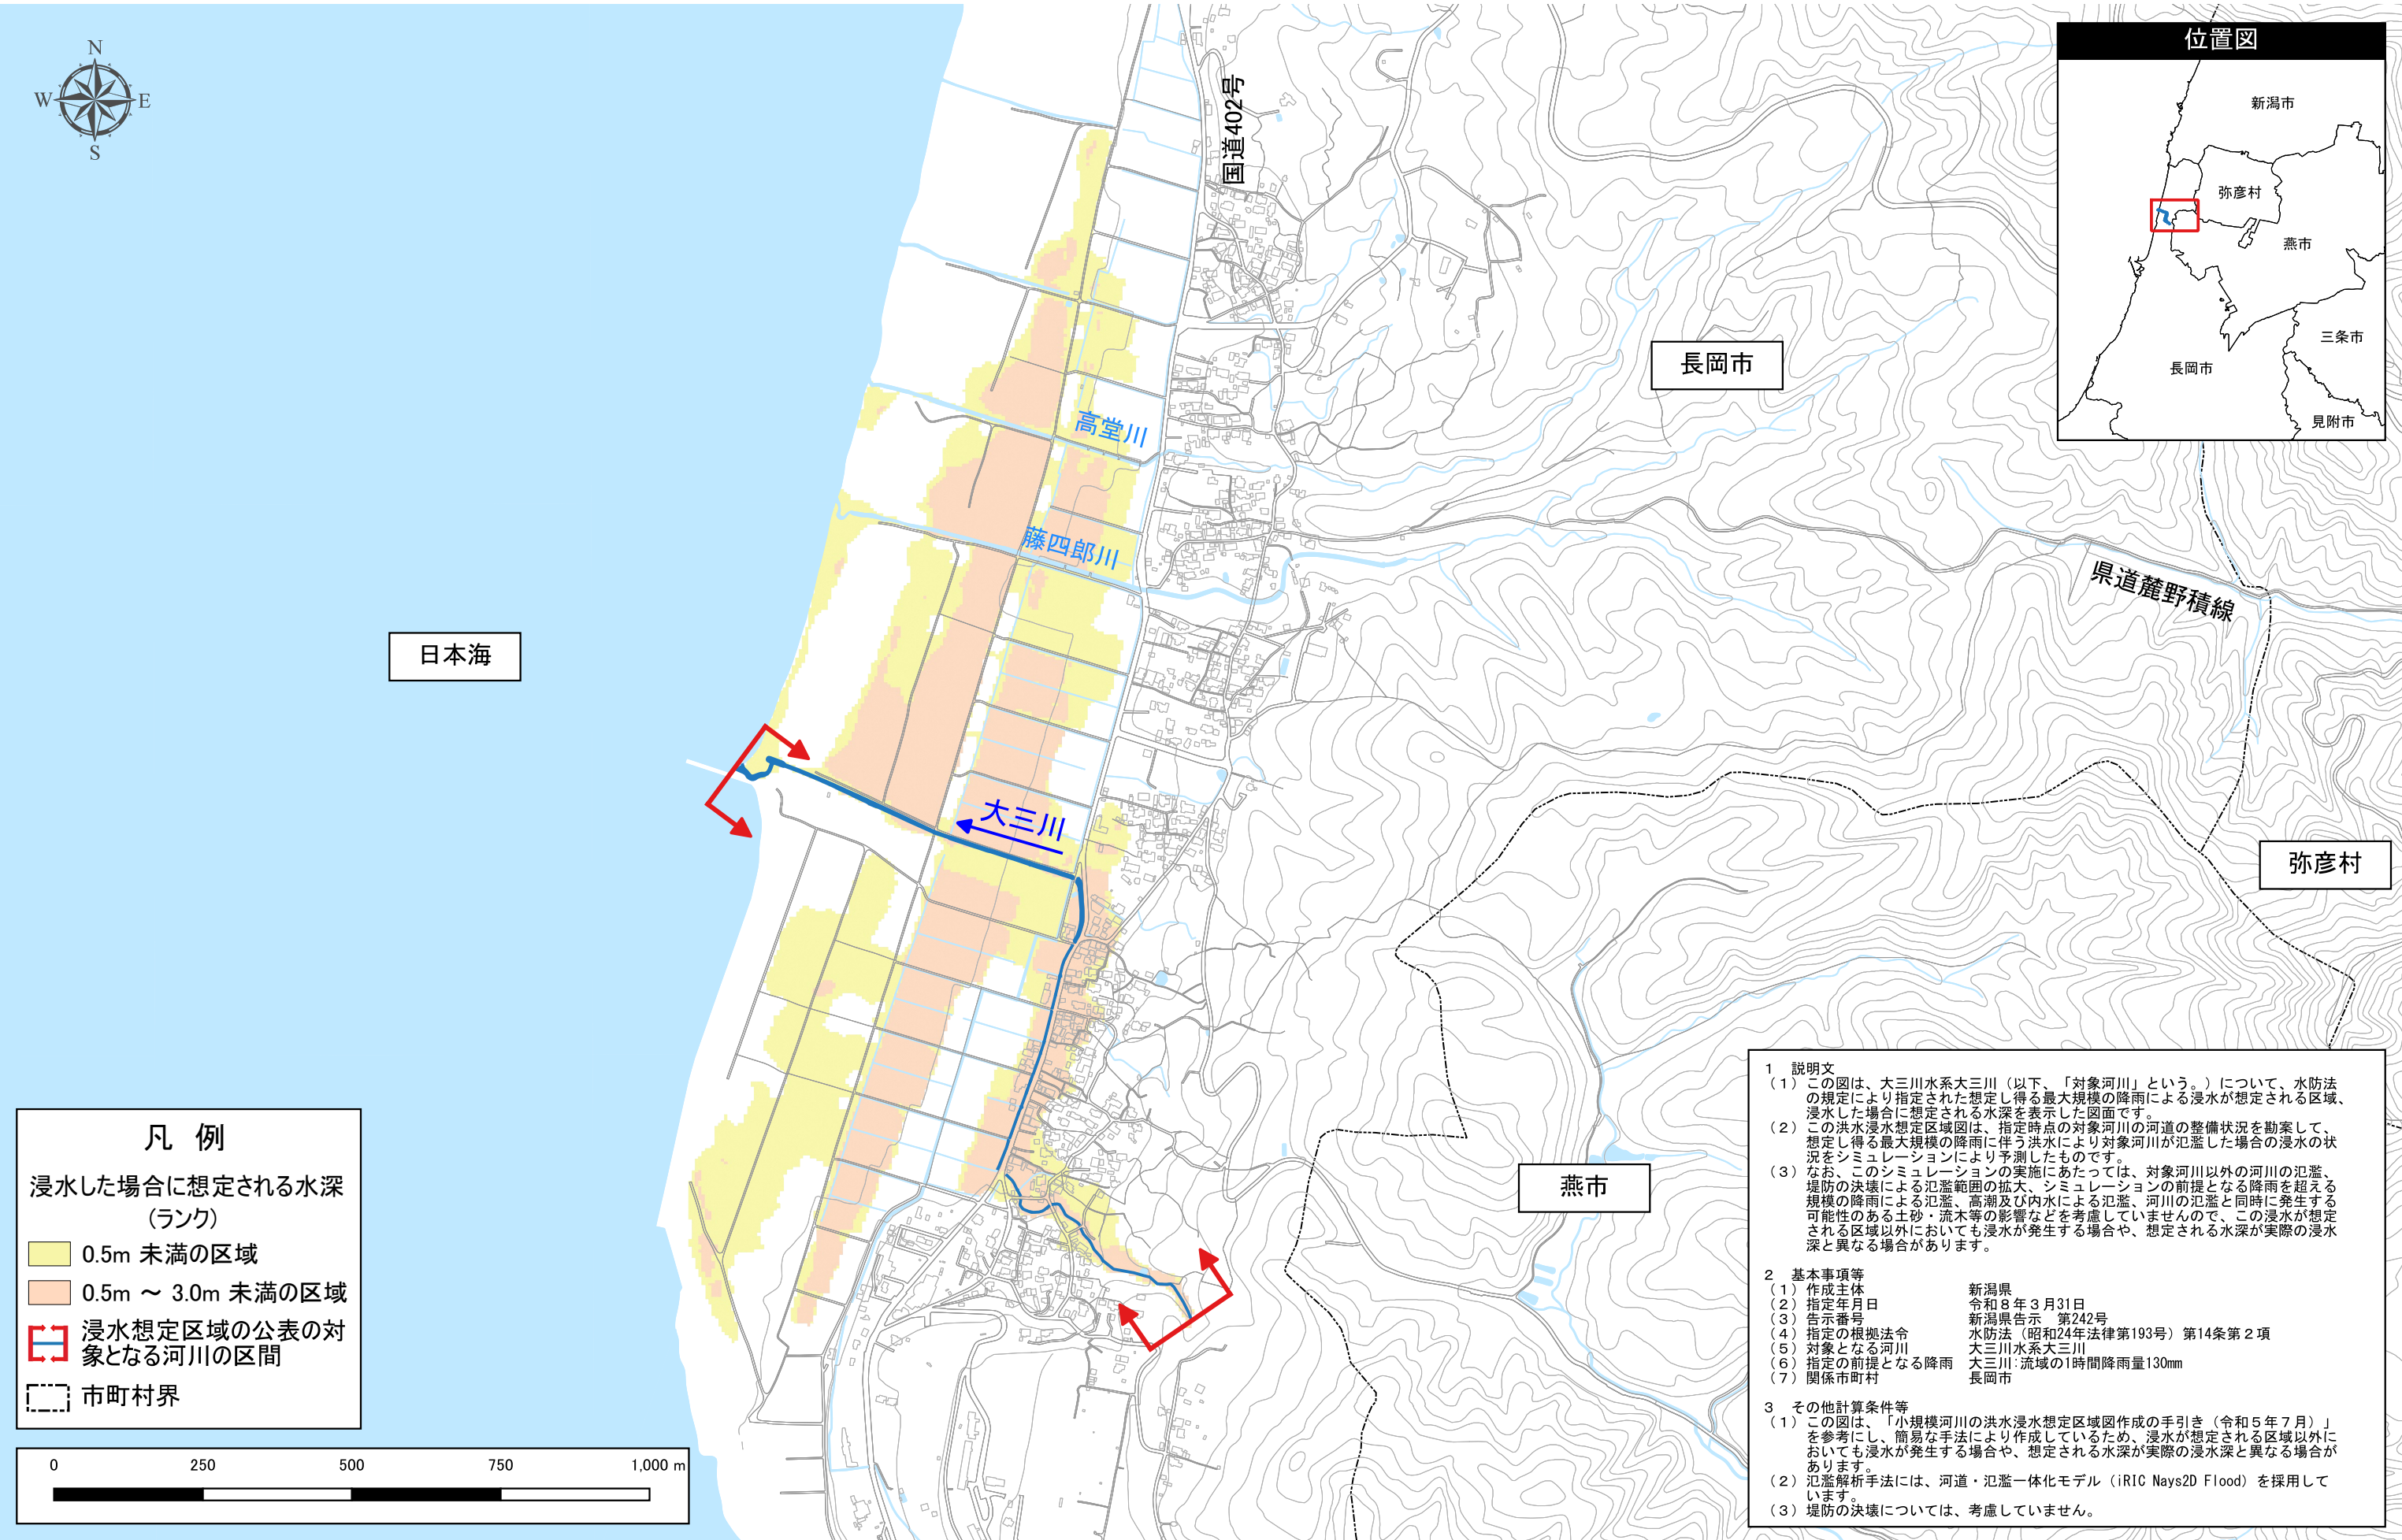 N
W
E
S
国道402号
位置図
新潟市
弥彦村
燕市
三条市
長岡市
見附市
長岡市
高堂川
藤四郎川
県道麓野積線
日本海
大三川
弥彦村
燕市
凡 例
浸水した場合に想定される水深
（ランク）
0.5m 未満の区域
0.5m ～ 3.0m 未満の区域
浸水想定区域の公表の対
象となる河川の区間
市町村界
0 250 500 750 1,000 m
１ 説明文
（１）この図は、大三川水系大三川（以下、「対象河川」という。）について、水防法
の規定により指定された想定し得る最大規模の降雨による浸水が想定される区域、
浸水した場合に想定される水深を表示した図面です。
（２）この洪水浸水想定区域図は、指定時点の対象河川の河道の整備状況を勘案して、
想定し得る最大規模の降雨に伴う洪水により対象河川が氾濫した場合の浸水の状
況をシミュレーションにより予測したものです。
（３）なお、このシミュレーションの実施にあたっては、対象河川以外の河川の氾濫、
堤防の決壊による氾濫範囲の拡大、シミュレーションの前提となる降雨を超える
規模の降雨による氾濫、高潮及び内水による氾濫、河川の氾濫と同時に発生する
可能性のある土砂・流木等の影響などを考慮していませんので、この浸水が想定
される区域以外においても浸水が発生する場合や、想定される水深が実際の浸水
深と異なる場合があります。
２ 基本事項等
（１）作成主体 新潟県
（２）指定年月日 令和８年３月31日
（３）告示番号 新潟県告示 第242号
（４）指定の根拠法令 水防法（昭和24年法律第193号）第14条第２項
（５）対象となる河川 大三川水系大三川
（６）指定の前提となる降雨 大三川:流域の1時間降雨量130mm
（７）関係市町村 長岡市
３ その他計算条件等
（１）この図は、「小規模河川の洪水浸水想定区域図作成の手引き（令和５年７月）」
を参考にし、簡易な手法により作成しているため、浸水が想定される区域以外に
おいても浸水が発生する場合や、想定される水深が実際の浸水深と異なる場合が
あります。
（２）氾濫解析手法には、河道・氾濫一体化モデル（iRIC Nays2D Flood）を採用して
います。
（３）堤防の決壊については、考慮していません。